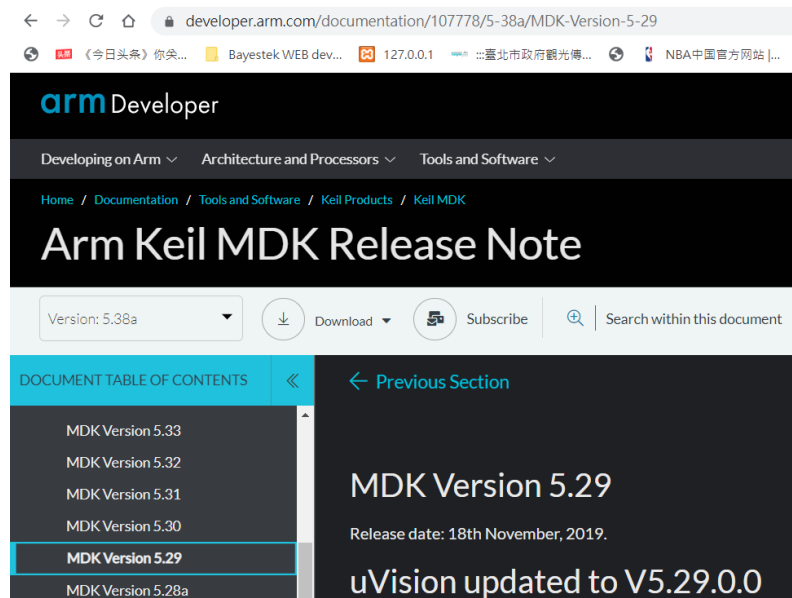 developer.arm.com/documentation/107778/5-38a/MDK-Version-5-29
头条 《今日头条》你关... Bayestek WEB dev... 127.0.0.1 :::臺北市政府觀光傳... NBA中国官方网站 |...
arm Developer
Developing on Arm Architecture and Processors Tools and Software
Home / Documentation / Tools and Software / Keil Products / Keil MDK
Arm Keil MDK Release Note
Version: 5.38a Download Subscribe Search within this document
DOCUMENT TABLE OF CONTENTS
← Previous Section
MDK Version 5.33
MDK Version 5.32
MDK Version 5.31
MDK Version 5.30
MDK Version 5.29
MDK Version 5.28a
MDK Version 5.29
Release date: 18th November, 2019.
uVision updated to V5.29.0.0